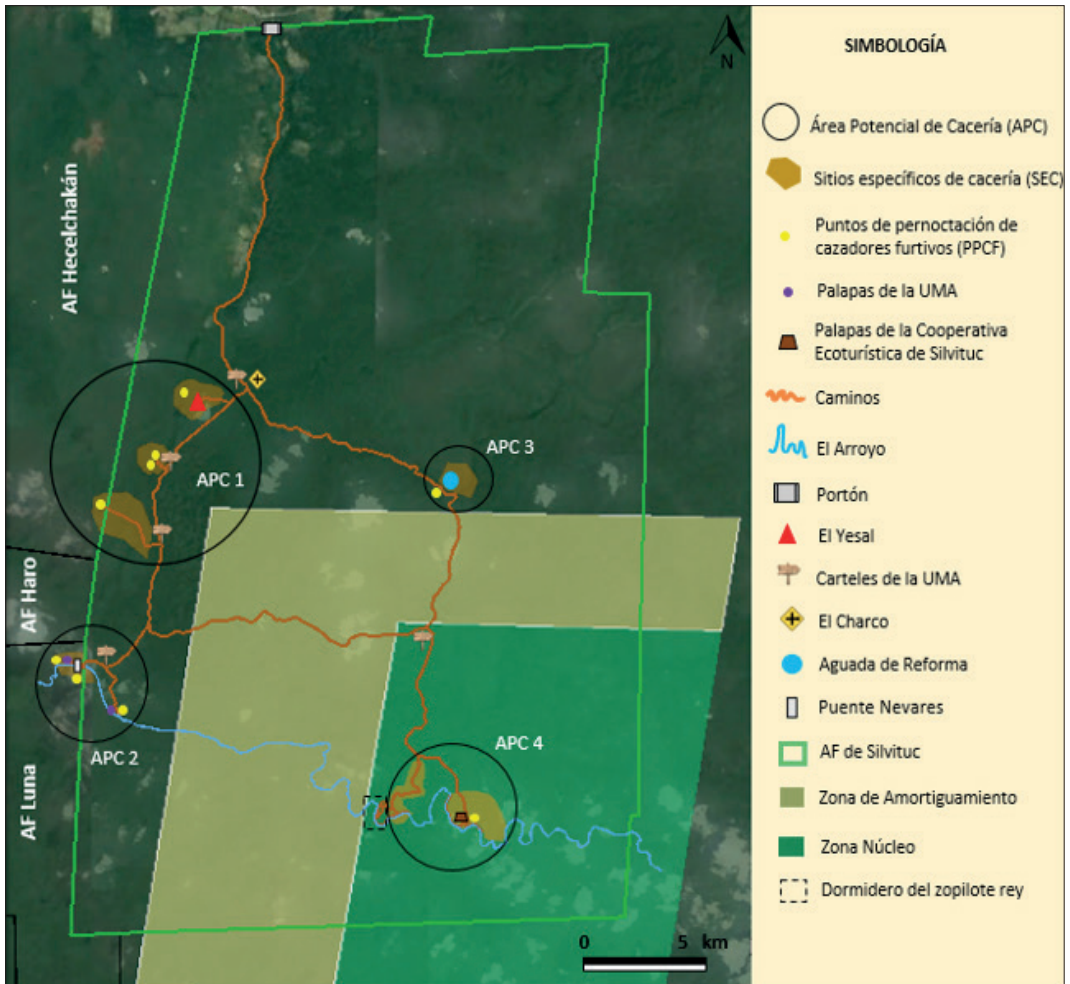 N
AF Hecelchakán
AF Haro
AF Luna
APC 1
APC 2
APC 3
APC 4
0 5 km
SIMBOLOGÍA
Área Potencial de Cacería (APC)
Sitios específicos de cacería (SEC)
Puntos de pernoctación de
cazadores furtivos (PPCF)
Palapas de la UMA
Palapas de la Cooperativa
Ecoturística de Silvituc
Caminos
El Arroyo
Portón
El Yesal
Carteles de la UMA
El Charco
Aguada de Reforma
Puente Nevares
AF de Silvituc
Zona de Amortiguamiento
Zona Núcleo
Dormidero del zopilote rey